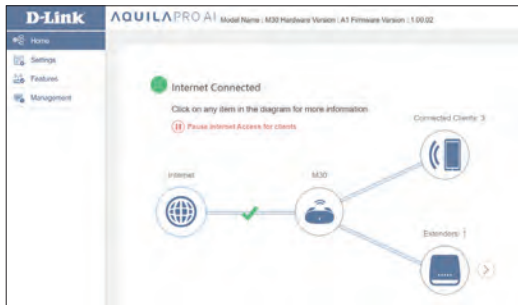 D-Link
AQUILA PRO AI Model Name : M30 Hardware Version : A1 Firmware Version : 1.00.02
Home
Settings
Features
Management
Internet Connected
Click on any item in the diagram for more information.
Pause Internet Access for clients
Connected Clients: 3
Internet
M30
Extenders: 1